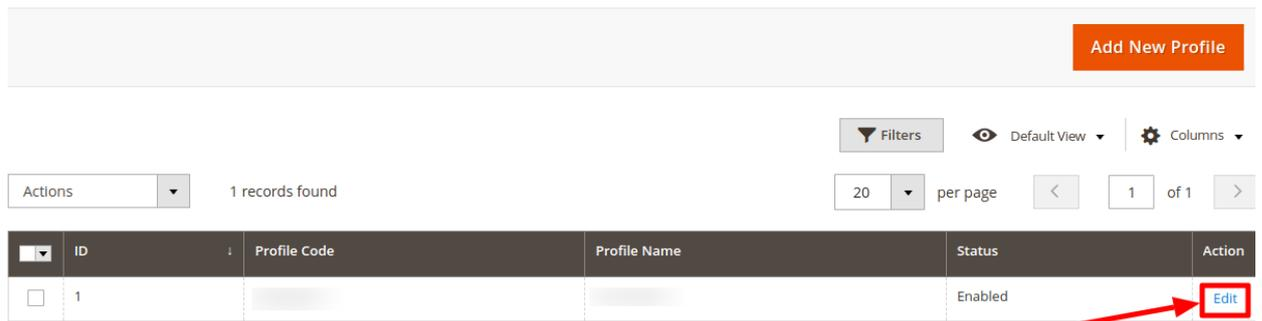 Add New Profile
Filters Default View Columns
Actions 1 records found 20 per page 1 of 1
ID ↓ Profile Code Profile Name Status Action
1 Enabled Edit